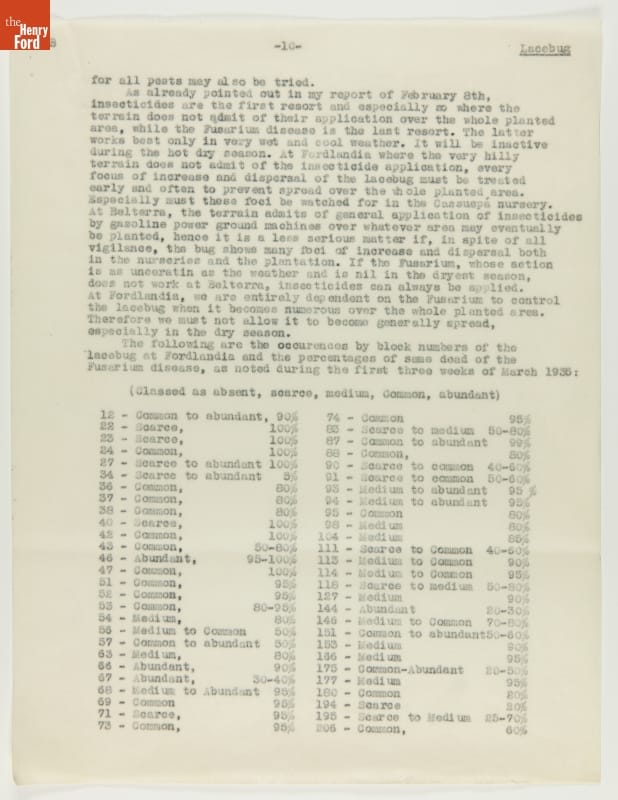 the
Henry
Ford
-10-
Lacebug
for all pests may also be tried.
As already pointed out in my report of February 8th,
insecticides are the first resort and especially so where the
terrain does not admit of their application over the whole planted
area, while the Fusarium disease is the last resort. The latter
works best only in very wet and cool weather. It will be inactive
during the hot dry season. At Fordlandia where the very hilly
terrain does not admit of the insecticide application, every
focus of increase and dispersal of the lacebug must be treated
early and often to prevent spread over the whole planted area.
Especially must these foci be watched for in the Cassuepá nursery.
At Belterra, the terrain admits of general application of insecticides
by gasoline power ground machines over whatever area may eventually
be planted, hence it is a less serious matter if, in spite of all
vigilance, the bug shows many foci of increase and dispersal both
in the nurseries and the plantation. If the Fusarium, whose action
is as unceratin as the weather and is nil in the dryest season,
does not work at Belterra, insecticides can always be applied.
At Fordlandia, we are entirely dependent on the Fusarium to control
the lacebug when it becomes numerous over the whole planted area.
Therefore we must not allow it to become generally spread,
especially in the dry season.
The following are the occurences by block numbers of the
lacebug at Fordlandia and the percentages of same dead of the
Fusarium disease, as noted during the first three weeks of March 1935:
(Classed as absent, scarce, medium, Common, abundant)
12 - Common to abundant, 90%
22 - Scarce, 100%
23 - Scarce, 100%
24 - Common, 100%
27 - Scarce to abundant 100%
34 - Scarce to abundant 5%
36 - Common, 80%
37 - Common, 80%
38 - Common, 80%
40 - Scarce, 100%
42 - Common, 100%
43 - Common, 50-80%
46 - Abundant, 95-100%
47 - Common, 100%
51 - Common, 95%
52 - Common, 95%
53 - Common, 80-95%
54 - Medium, 80%
55 - Medium to Common 50%
57 - Common to abundant 50%
63 - Medium, 80%
66 - Abundant, 90%
67 - Abundant, 30-40%
68 - Medium to Abundant 95%
69 - Common 95%
71 - Scarce, 95%
73 - Common, 95%
74 - Common 95%
83 - Scarce to medium 50-80%
87 - Common to abundant 99%
88 - Common, 80%
90 - Scarce to common 40-60%
91 - Scarce to common 50-60%
93 - Medium to abundant 95 %
94 - Medium to abundant 95%
95 - Common 80%
98 - Medium 80%
104 - Medium 85%
111 - Scarce to Common 40-60%
113 - Medium to Common 90%
114 - Medium to Common 95%
118 - Scarce to medium 50-80%
127 - Medium 90%
144 - Abundant 20-30%
146 - Medium to Common 70-80%
151 - Common to abundant50-60%
153 - Medium 90%
166 - Medium 95%
175 - Common-Abundant 20-50%
177 - Medium 95%
180 - Common 20%
194 - Scarce 20%
195 - Scarce to Medium 25-70%
206 - Common, 60%